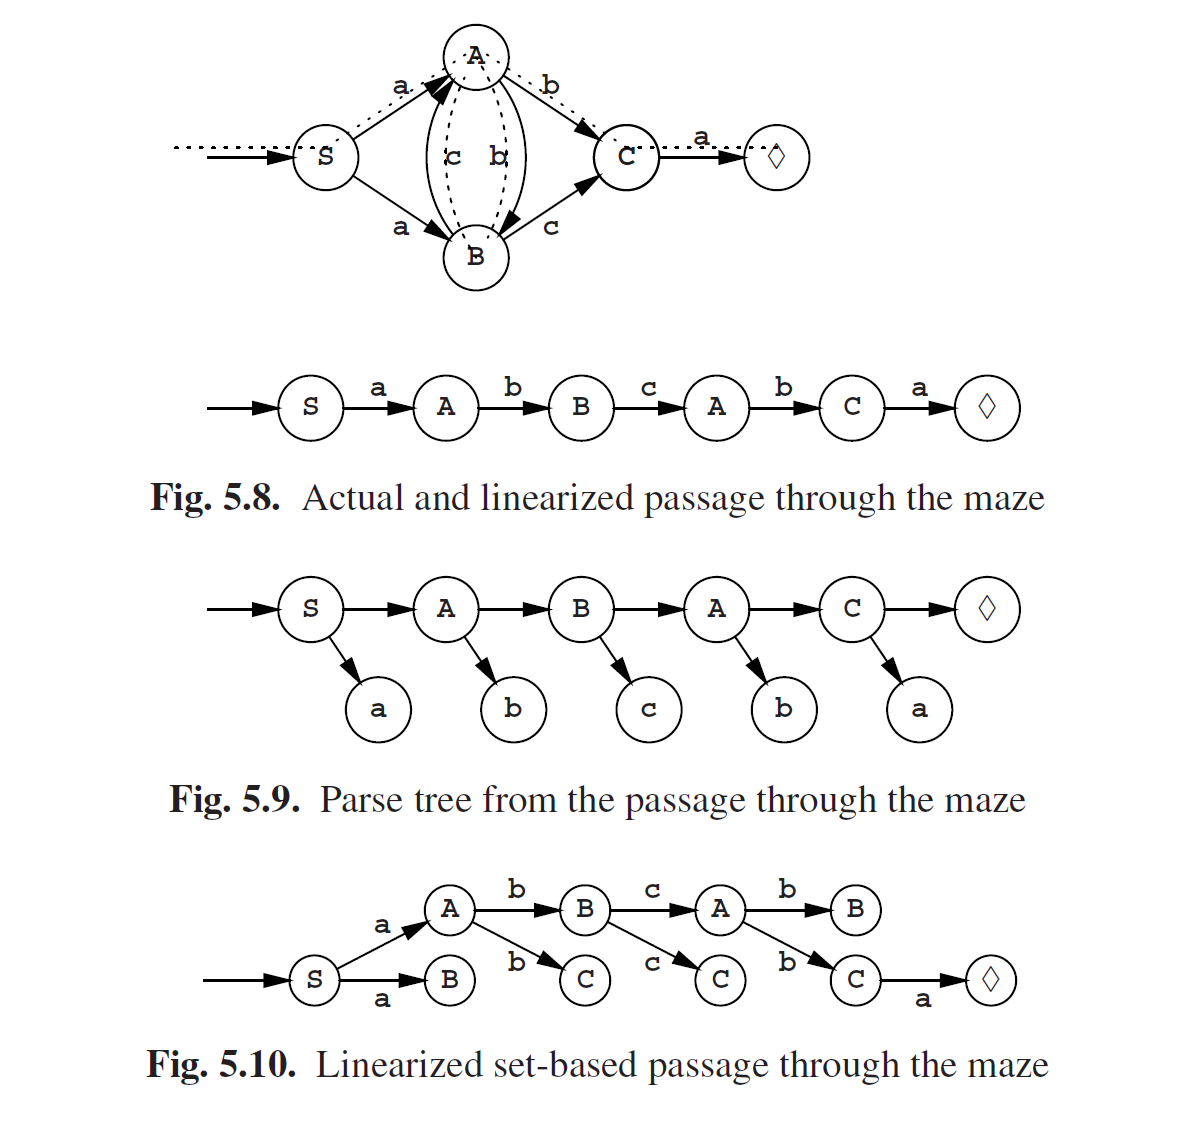 A
a b
S c b C a ◊
a c
B
a b c b a
S A B A C ◊
Fig. 5.8. Actual and linearized passage through the maze
S A B A C ◊
a b c b a
Fig. 5.9. Parse tree from the passage through the maze
b c b
A B A B
a
b c b
S B C C C ◊
a a
Fig. 5.10. Linearized set-based passage through the maze